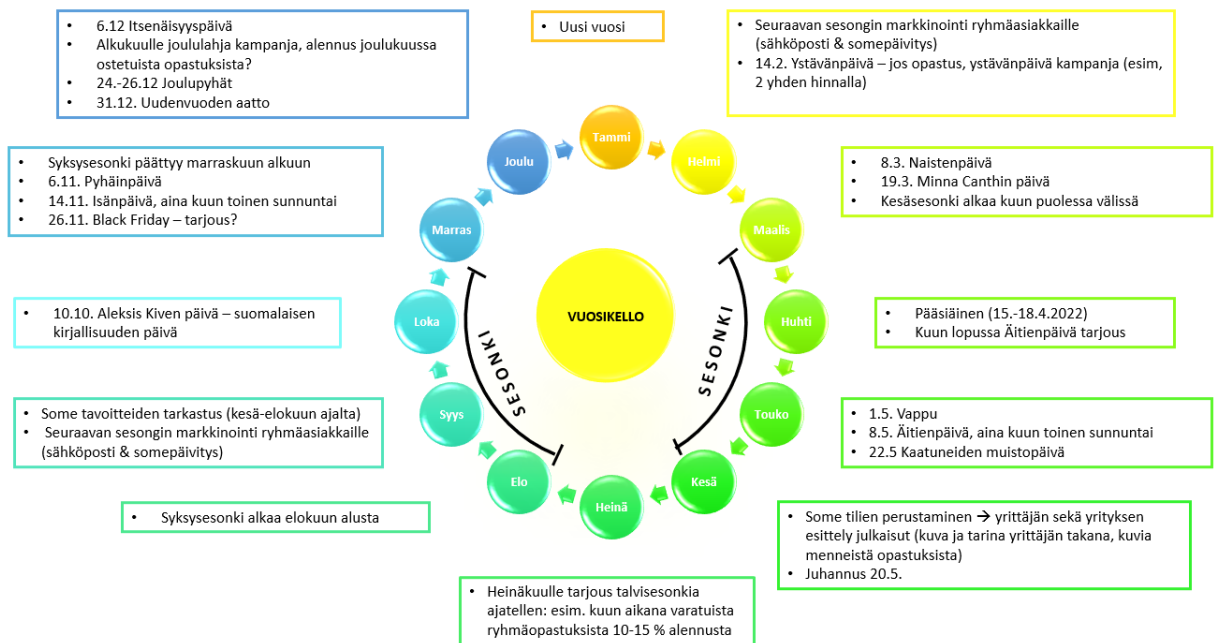 • Uusi vuosi
• Seuraavan sesongin markkinointi ryhmäasiakkaille
(sähköposti & somepäivitys)
• 14.2. Ystävänpäivä – jos opastus, ystävänpäivä kampanja (esim,
2 yhden hinnalla)
• 8.3. Naistenpäivä
• 19.3. Minna Canthin päivä
• Kesäsesonki alkaa kuun puolessa välissä
• Pääsiäinen (15.-18.4.2022)
• Kuun lopussa Äitienpäivä tarjous
• 1.5. Vappu
• 8.5. Äitienpäivä, aina kuun toinen sunnuntai
• 22.5 Kaatuneiden muistopäivä
• Some tilien perustaminen → yrittäjän sekä yrityksen
esittely julkaisut (kuva ja tarina yrittäjän takana, kuvia
menneistä opastuksista)
• Juhannus 20.5.
• Heinäkuulle tarjous talvisesonkia
ajatellen: esim. kuun aikana varatuista
ryhmäopastuksista 10-15 % alennusta
• Syksysesonki alkaa elokuun alusta
• Some tavoitteiden tarkastus (kesä-elokuun ajalta)
• Seuraavan sesongin markkinointi ryhmäasiakkaille
(sähköposti & somepäivitys)
• 10.10. Aleksis Kiven päivä – suomalaisen
kirjallisuuden päivä
• Syksysesonki päättyy marraskuun alkuun
• 6.11. Pyhäinpäivä
• 14.11. Isänpäivä, aina kuun toinen sunnuntai
• 26.11. Black Friday – tarjous?
• 6.12 Itsenäisyyspäivä
• Alkukuulle joululahja kampanja, alennus joulukuussa
ostetuista opastuksista?
• 24.-26.12 Joulupyhät
• 31.12. Uudenvuoden aatto
Tammi
Helmi
Maalis
Huhti
Touko
Kesä
Heinä
Elo
Syys
Loka
Marras
Joulu
VUOSIKELLO
SESONKI
SESONKI